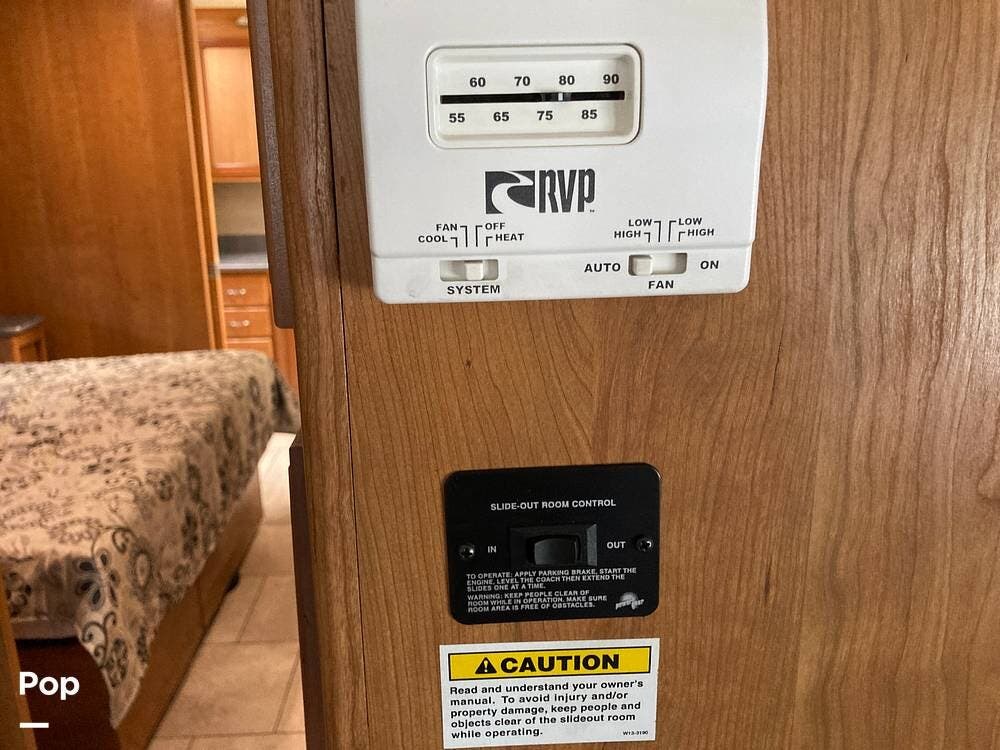 60 70 80 90
55 65 75 85
RVP
FAN OFF
COOL HEAT
LOW LOW
HIGH HIGH
AUTO ON
SYSTEM
FAN
SLIDE-OUT ROOM CONTROL
IN OUT
TO OPERATE: APPLY PARKING BRAKE, START THE
ENGINE, LEVEL THE COACH THEN EXTEND THE
SLIDES ONE AT A TIME.
WARNING: KEEP PEOPLE CLEAR OF
ROOM WHILE IN OPERATION. MAKE SURE
ROOM AREA IS FREE OF OBSTACLES.
CAUTION
Read and understand your owner's
manual. To avoid injury and/or
property damage, keep people and
objects clear of the slideout room
while operating.
W13-3190
Pop